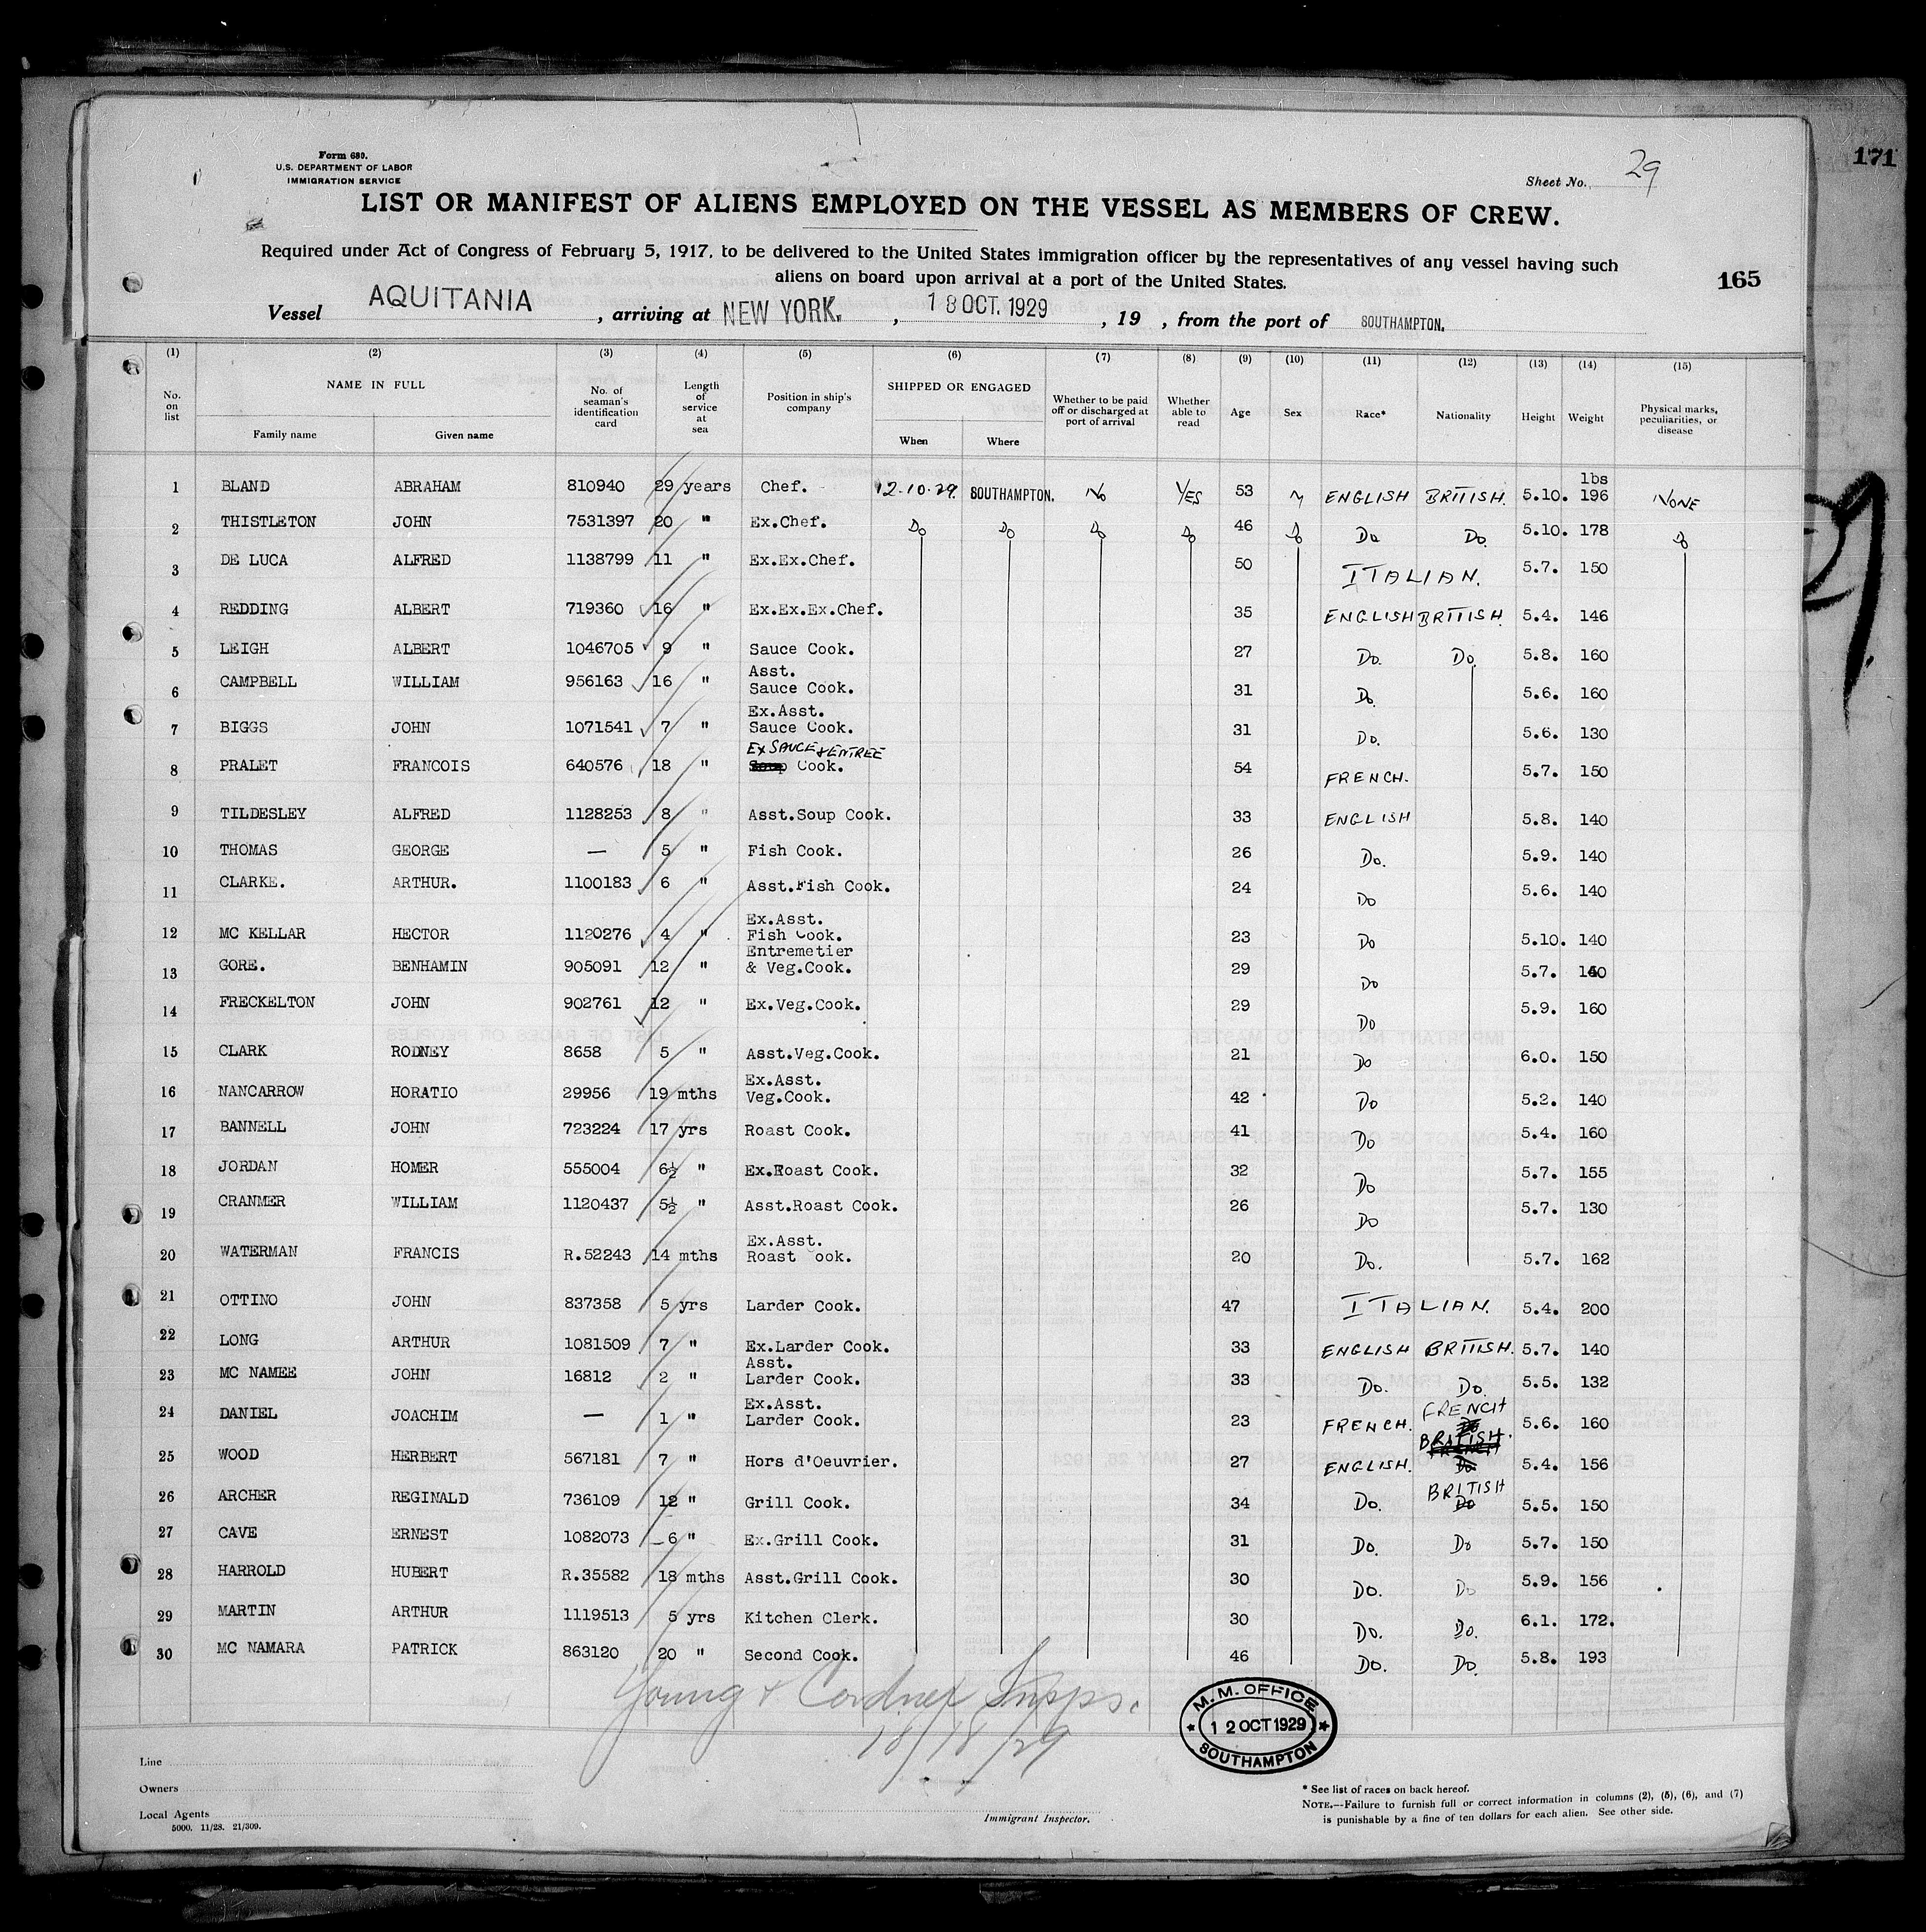 171
Form 680.
U.S. DEPARTMENT OF LABOR
IMMIGRATION SERVICE
Sheet No. 29
LIST OR MANIFEST OF ALIENS EMPLOYED ON THE VESSEL AS MEMBERS OF CREW.
Required under Act of Congress of February 5, 1917, to be delivered to the United States immigration officer by the representatives of any vessel having such
aliens on board upon arrival at a port of the United States.
165
Vessel AQUITANIA, arriving at NEW YORK., 18 OCT. 1929, 19 , from the port of SOUTHAMPTON.
(1) (2) (3) (4) (5) (6) (7) (8) (9) (10) (11) (12) (13) (14) (15)
No. on list NAME IN FULL Family name Given name No. of seaman's identification card Length of service at sea Position in ship's company SHIPPED OR ENGAGED When Where Whether to be paid off or discharged at port of arrival Whether able to read Age Sex Race* Nationality Height Weight Physical marks, peculiarities, or disease
1 BLAND ABRAHAM 810940 29 years Chef. 12.10.29. SOUTHAMPTON. No YES 53 M ENGLISH BRITISH. 5.10. lbs 196 NONE
2 THISTLETON JOHN 7531397 20 " Ex.Chef. Do Do Do Do 46 Do Do Do. 5.10. 178 Do
3 DE LUCA ALFRED 1138799 11 " Ex.Ex.Chef. 50 ITALIAN. 5.7. 150
4 REDDING ALBERT 719360 16 " Ex.Ex.Ex.Chef. 35 ENGLISH BRITISH. 5.4. 146
5 LEIGH ALBERT 1046705 9 " Sauce Cook. 27 Do. Do. 5.8. 160
6 CAMPBELL WILLIAM 956163 16 " Asst. Sauce Cook. 31 Do. 5.6. 160
7 BIGGS JOHN 1071541 7 " Ex.Asst. Sauce Cook. 31 Do. 5.6. 130
8 PRALET FRANCOIS 640576 18 " EX SAUCE & ENTREE Cook. 54 FRENCH. 5.7. 150
9 TILDESLEY ALFRED 1128253 8 " Asst.Soup Cook. 33 ENGLISH 5.8. 140
10 THOMAS GEORGE — 5 " Fish Cook. 26 Do. 5.9. 140
11 CLARKE. ARTHUR. 1100183 6 " Asst.Fish Cook. 24 Do 5.6. 140
12 MC KELLAR HECTOR 1120276 4 " Ex.Asst. Fish Cook. 23 Do 5.10. 140
13 GORE. BENHAMIN 905091 12 " Entremetier & Veg.Cook. 29 Do 5.7.
14 FRECKELTON JOHN 902761 12 " Ex.Veg.Cook. 29 Do 5.9. 160
15 CLARK RODNEY 8658 5 " Asst.Veg.Cook. 21 Do 6.0. 150
16 NANCARROW HORATIO 29956 19 mths Ex.Asst. Veg.Cook. 42 Do 5.2. 140
17 BANNELL JOHN 723224 17 yrs Roast Cook. 41 Do 5.4. 160
18 JORDAN HOMER 555004 6½ " Ex.Roast Cook. 32 Do 5.7. 155
19 CRANMER WILLIAM 1120437 5½ " Asst.Roast Cook. 26 Do 5.7. 130
20 WATERMAN FRANCIS R.52243 14 mths Ex.Asst. Roast Cook. 20 Do. 5.7. 162
21 OTTINO JOHN 837358 5 yrs Larder Cook. 47 ITALIAN. 5.4. 200
22 LONG ARTHUR 1081509 7 " Ex.Larder Cook. 33 ENGLISH BRITISH. 5.7. 140
23 MC NAMEE JOHN 16812 2 " Asst. Larder Cook. 33 Do. Do. 5.5. 132
24 DANIEL JOACHIM — 1 " Ex.Asst. Larder Cook. 23 FRENCH. FRENCH 5.6. 160
25 WOOD HERBERT 567181 7 " Hors d'Oeuvrier. 27 ENGLISH. BRITISH. 5.4. 156
26 ARCHER REGINALD 736109 12 " Grill Cook. 34 Do. BRITISH 5.5. 150
27 CAVE ERNEST 1082073 6 " Ex.Grill Cook. 31 Do. Do 5.7. 150
28 HARROLD HUBERT R.35582 18 mths Asst.Grill Cook. 30 Do. Do 5.9. 156
29 MARTIN ARTHUR 1119513 5 yrs Kitchen Clerk. 30 Do. Do. 6.1. 172.
30 MC NAMARA PATRICK 863120 20 " Second Cook. 46 Do. Do. 5.8. 193
Young & Cordner Insps.
18/18/29
M. M. OFFICE
12 OCT 1929
SOUTHAMPTON
Line
Owners
Local Agents
5000. 11/28. 21/309.
Immigrant Inspector.
* See list of races on back hereof.
NOTE.—Failure to furnish full or correct information in columns (2), (5), (6), and (7)
is punishable by a fine of ten dollars for each alien. See other side.